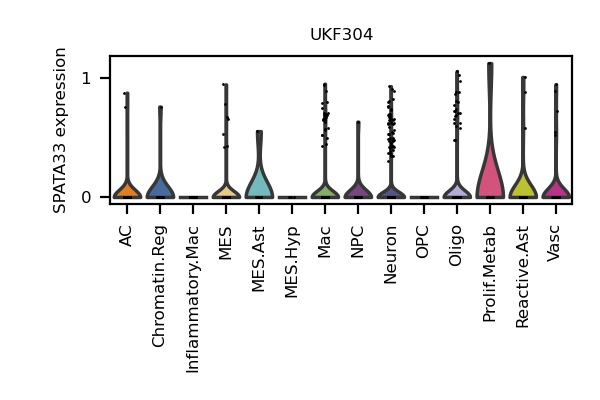 UKF304
SPATA33 expression
1
0
AC
Chromatin.Reg
Inflammatory.Mac
MES
MES.Ast
MES.Hyp
Mac
NPC
Neuron
OPC
Oligo
Prolif.Metab
Reactive.Ast
Vasc